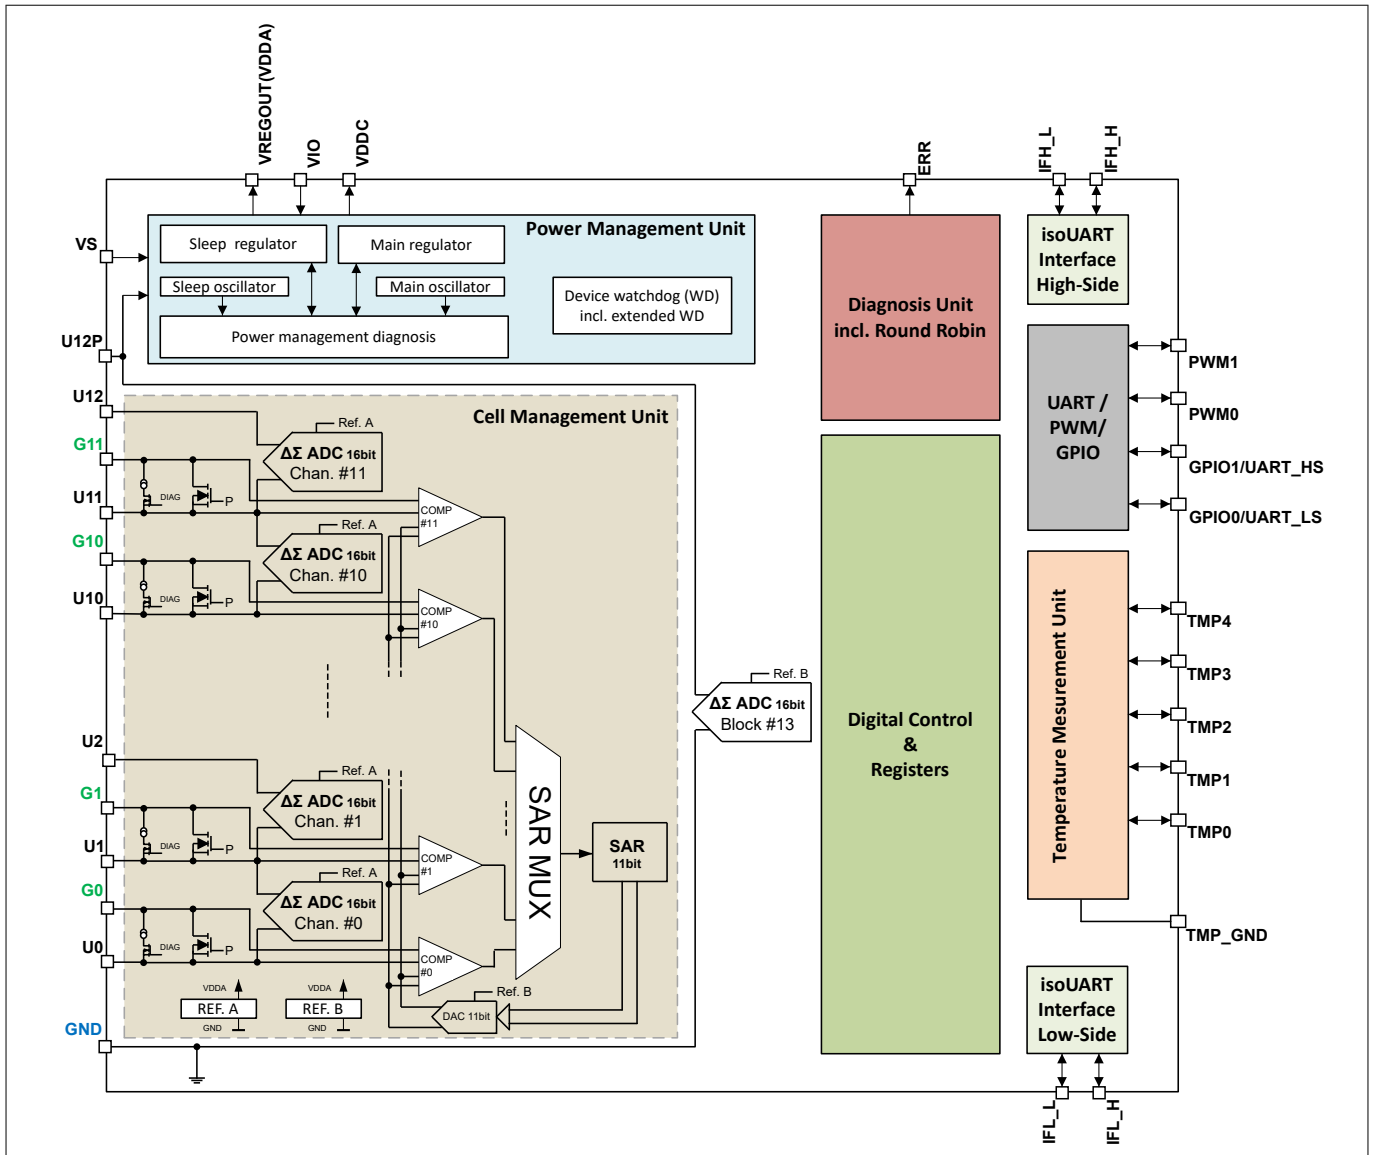 VREGOUT(VDDA)
VIO
VDDC
ERR
IFH_L
IFH_H
VS
U12P
U12
G11
U11
G10
U10
U2
G1
U1
G0
U0
GND
Power Management Unit
Sleep regulator
Main regulator
Sleep oscillator
Main oscillator
Power management diagnosis
Device watchdog (WD)
incl. extended WD
Cell Management Unit
Ref. A
ΔΣ ADC 16bit
Chan. #11
DIAG
P
COMP
#11
Ref. A
ΔΣ ADC 16bit
Chan. #10
DIAG
P
COMP
#10
Ref. A
ΔΣ ADC 16bit
Chan. #1
DIAG
P
COMP
#1
Ref. A
ΔΣ ADC 16bit
Chan. #0
DIAG
P
COMP
#0
SAR MUX
SAR
11bit
Ref. B
DAC 11bit
VDDA
REF. A
GND
VDDA
REF. B
GND
Ref. B
ΔΣ ADC 16bit
Block #13
Diagnosis Unit
incl. Round Robin
Digital Control
&
Registers
isoUART
Interface
High-Side
UART /
PWM/
GPIO
Temperature Mesurement Unit
isoUART
Interface
Low-Side
PWM1
PWM0
GPIO1/UART_HS
GPIO0/UART_LS
TMP4
TMP3
TMP2
TMP1
TMP0
TMP_GND
IFL_L
IFL_H